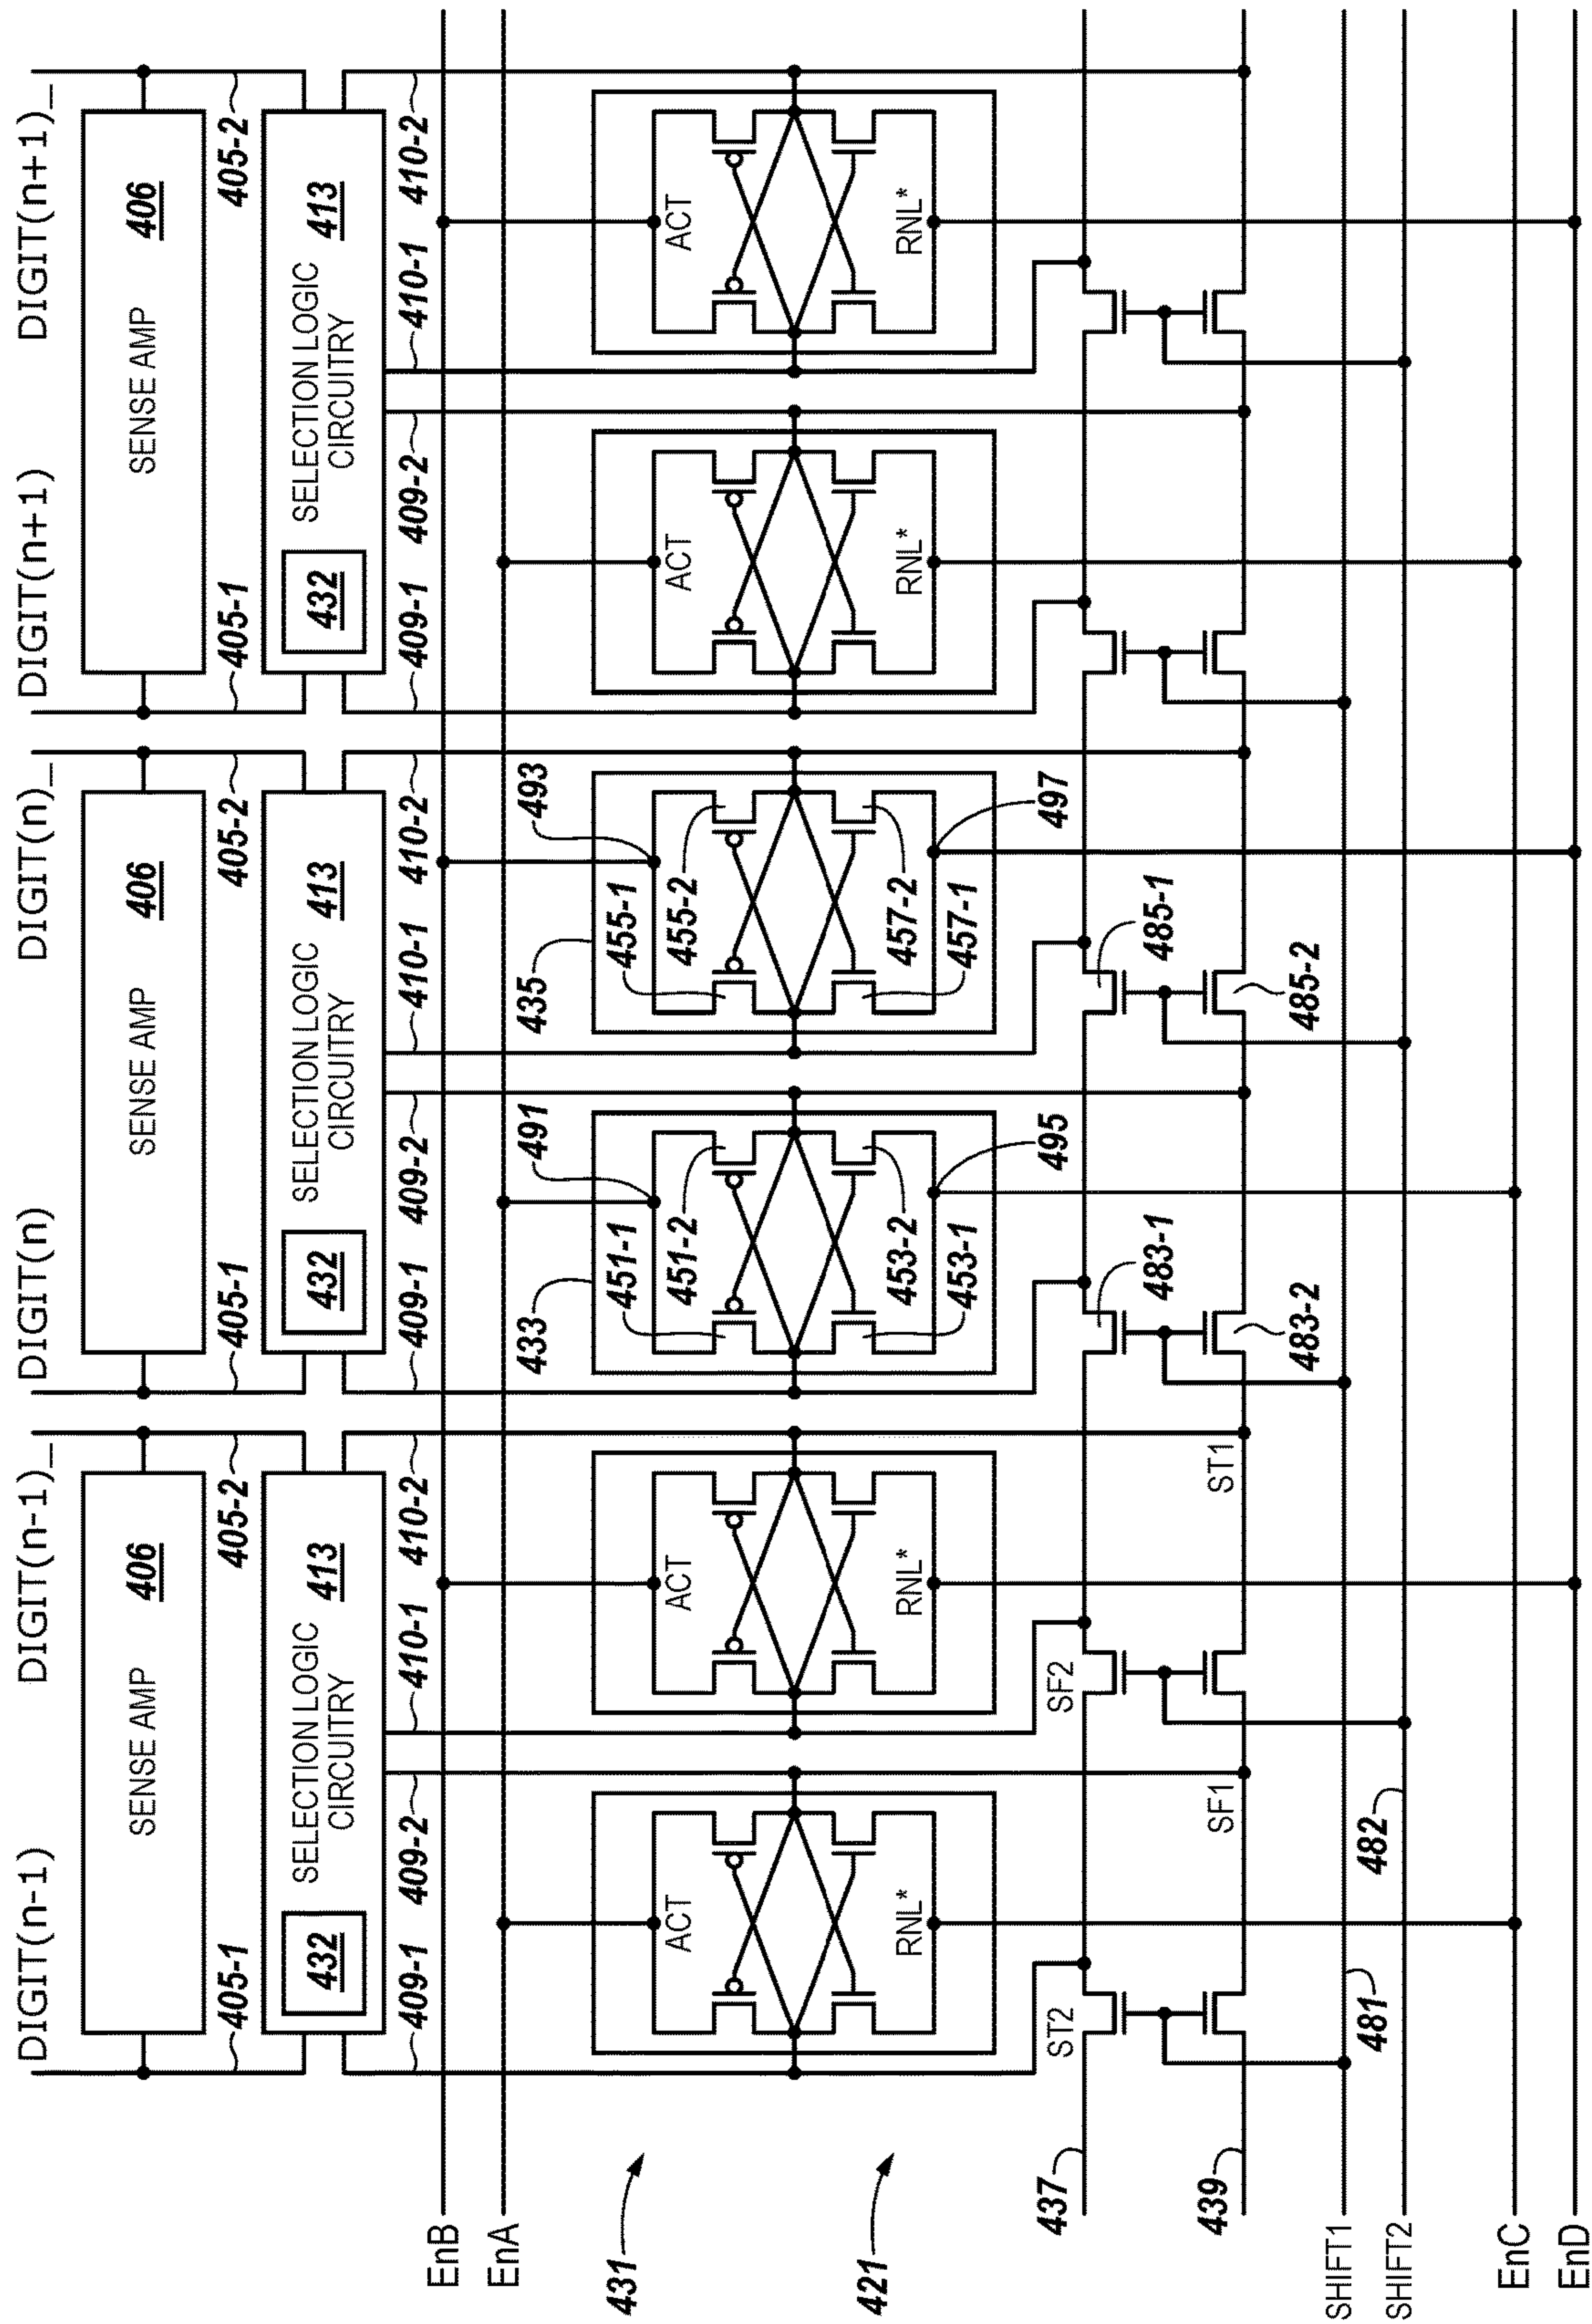 DIGIT(n-1)
DIGIT(n-1)_
DIGIT(n)
DIGIT(n)_
DIGIT(n+1)
DIGIT(n+1)_
SENSE AMP
406
SENSE AMP
406
SENSE AMP
406
405-1
405-2
405-1
405-2
405-1
405-2
432
SELECTION LOGIC
CIRCUITRY
413
432
SELECTION LOGIC
CIRCUITRY
413
432
SELECTION LOGIC
CIRCUITRY
413
409-1
409-2
410-1
410-2
409-1
409-2
410-1
410-2
409-1
409-2
410-1
410-2
EnB
EnA
433
491
435
493
431
ACT
ACT
451-1
451-2
455-1
455-2
ACT
ACT
421
RNL*
RNL*
453-1
453-2
457-1
457-2
RNL*
RNL*
495
497
437
ST2
SF2
483-1
485-1
439
SF1
ST1
483-2
485-2
SHIFT1
481
SHIFT2
482
EnC
EnD